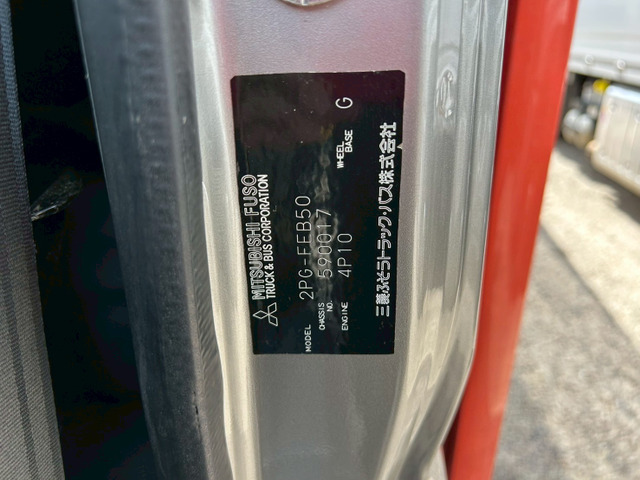 MITSUBISHI FUSO
TRUCK & BUS CORPORATION
MODEL 2PG-FEB50
CHASSIS NO. 590017
ENGINE 4P10 WHEEL BASE G
三菱ふそうトラック・バス株式会社